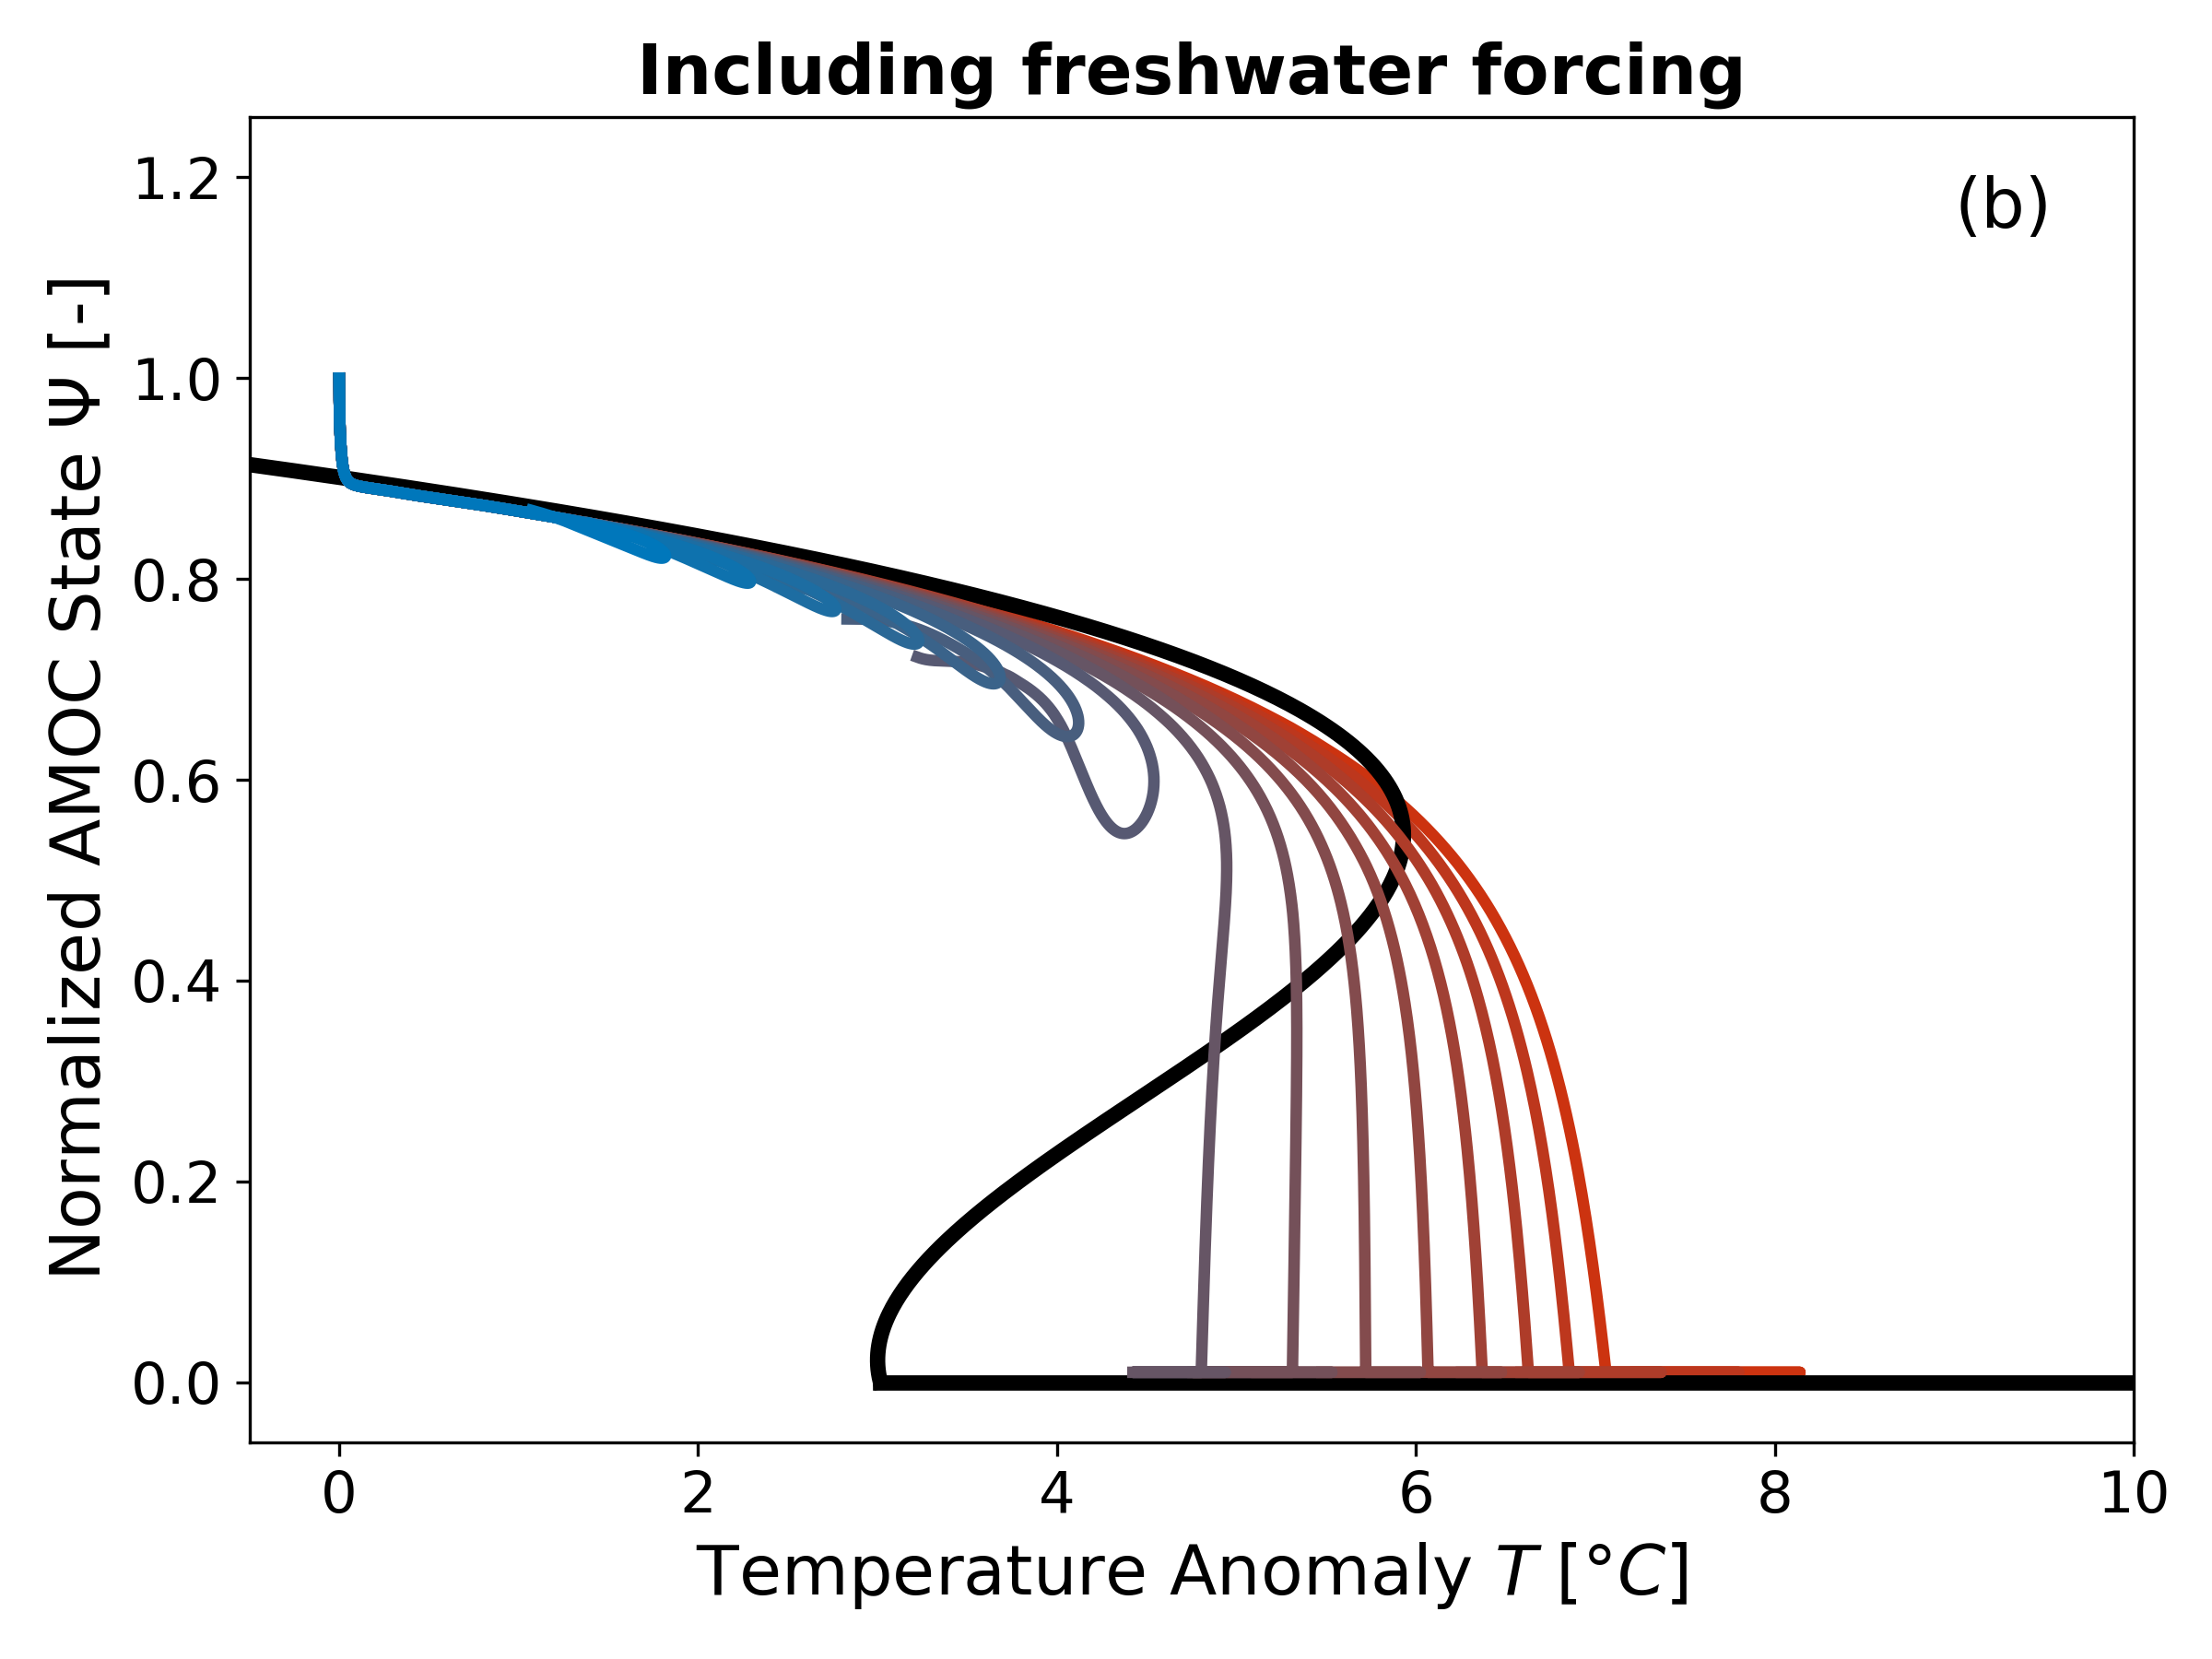 Including freshwater forcing
(b)
Normalized AMOC State Ψ [-]
1.2
1.0
0.8
0.6
0.4
0.2
0.0
0 2 4 6 8 10
Temperature Anomaly T [°C]